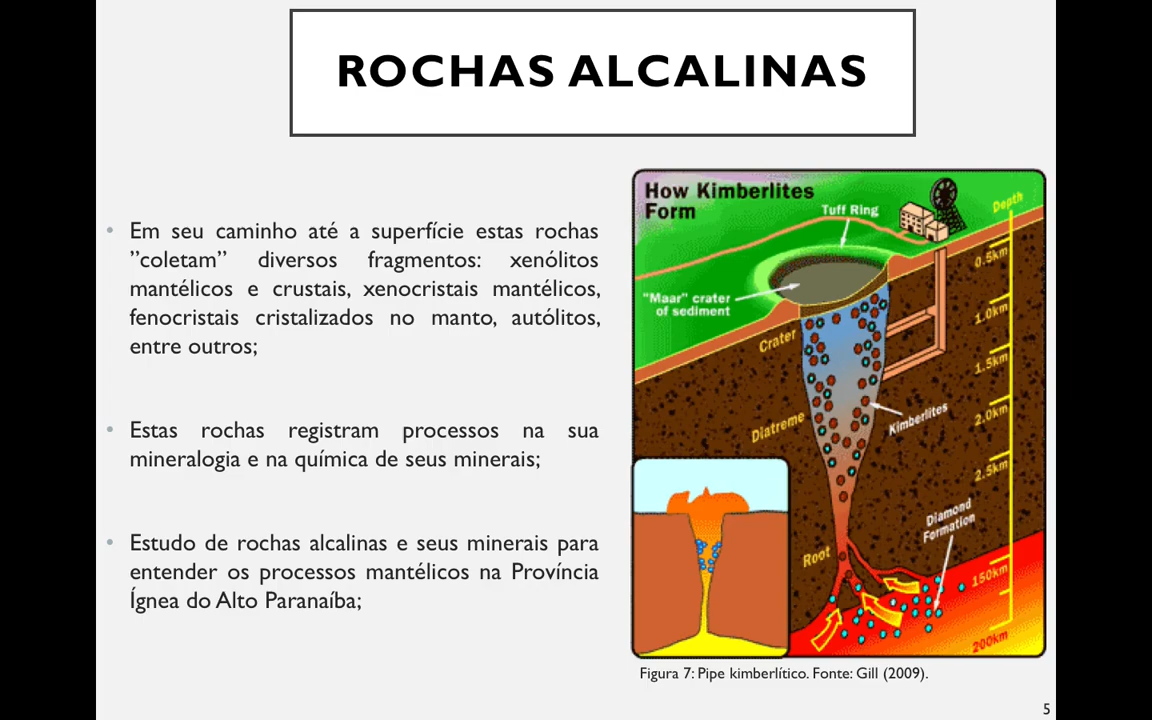 ROCHAS ALCALINAS
• Em seu caminho até a superfície estas rochas
”coletam” diversos fragmentos: xenólitos
mantélicos e crustais, xenocristais mantélicos,
fenocristais cristalizados no manto, autólitos,
entre outros;
• Estas rochas registram processos na sua
mineralogia e na química de seus minerais;
• Estudo de rochas alcalinas e seus minerais para
entender os processos mantélicos na Província
Ígnea do Alto Paranaíba;
How Kimberlites
Form
Tuff Ring
Depth
0.5km
"Maar" crater
of sediment
1.0km
Crater
1.5km
Kimberlites
2.0km
Diatreme
2.5km
Diamond
Formation
Root
150km
200km
Figura 7: Pipe kimberlítico. Fonte: Gill (2009).
5